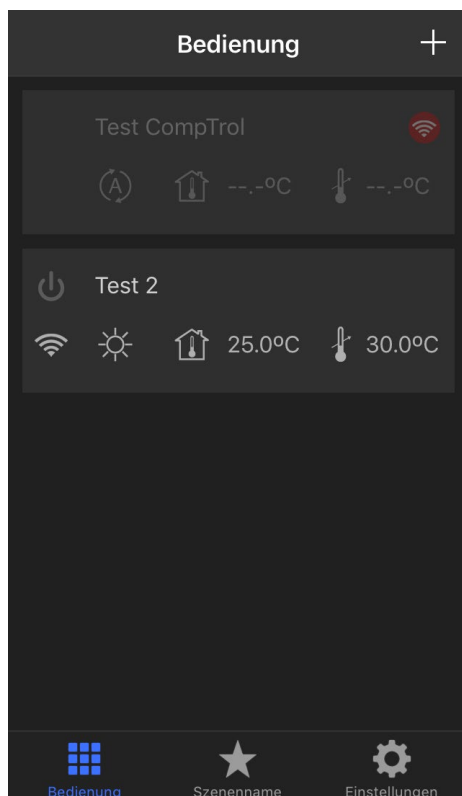 Bedienung
Test CompTrol
A --.-ºC --.-ºC
Test 2
25.0ºC 30.0ºC
Bedienung Szenenname Einstellungen